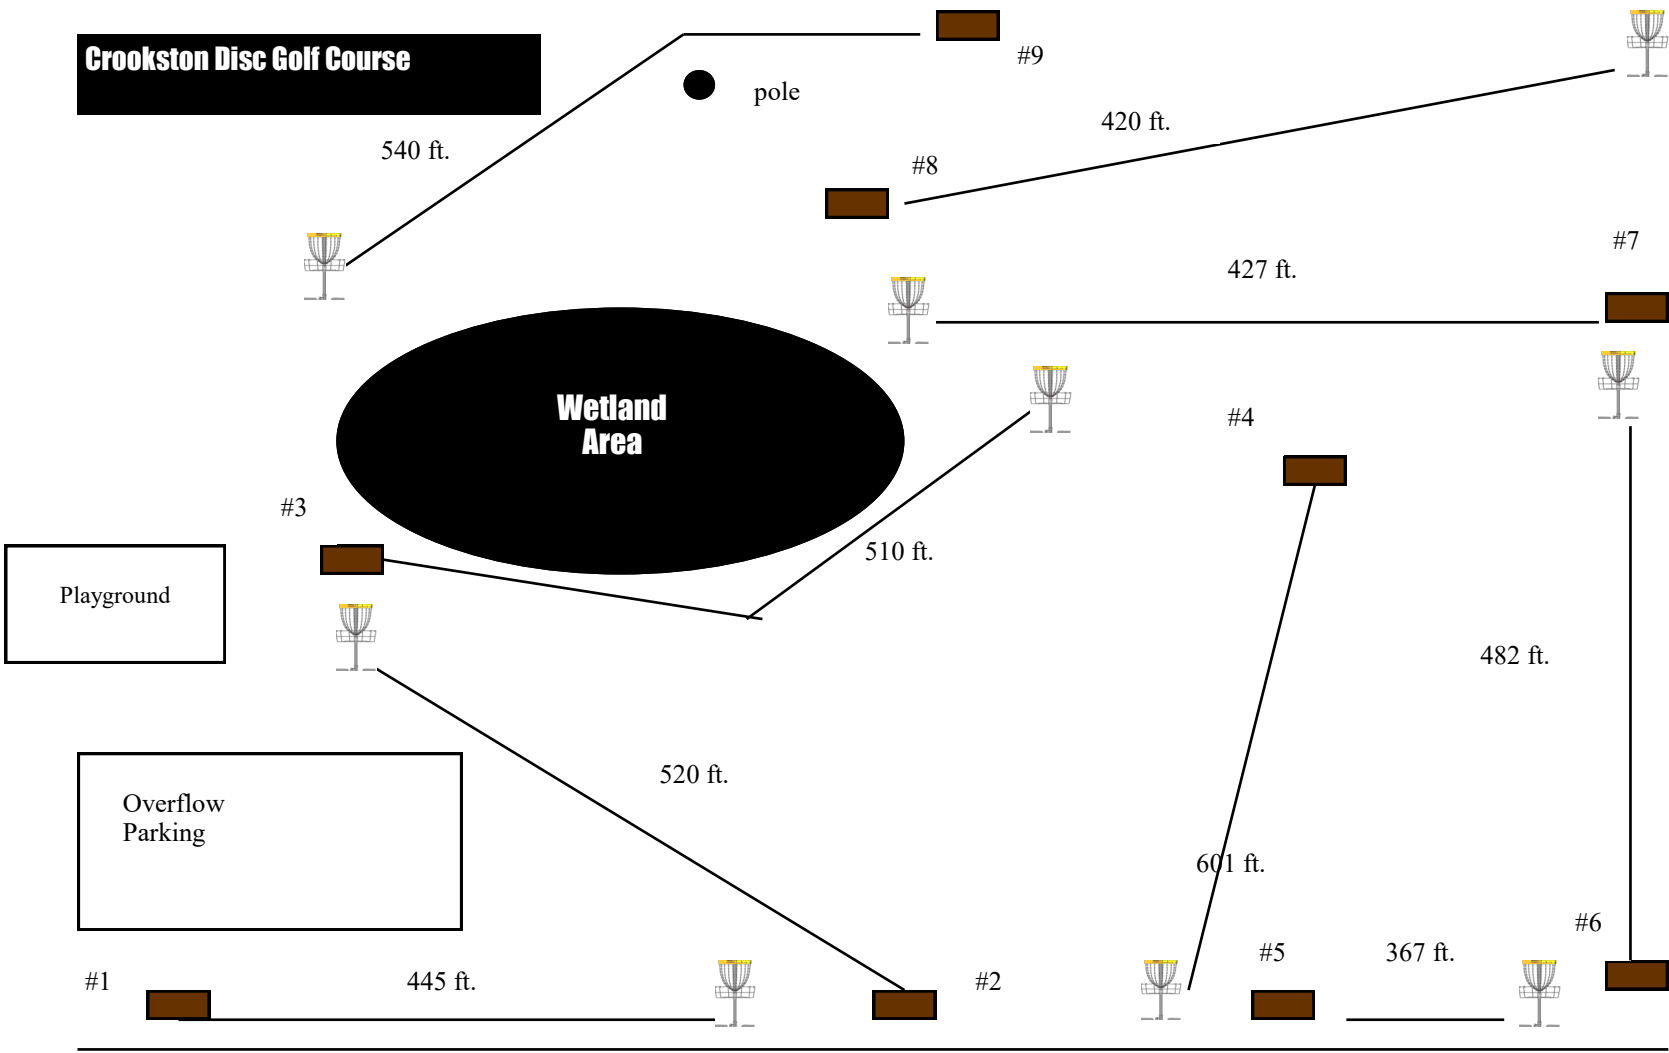 Crookston Disc Golf Course
#9
pole
420 ft.
540 ft.
#8
#7
427 ft.
Wetland
Area
#4
#3
510 ft.
Playground
482 ft.
520 ft.
Overflow
Parking
601 ft.
#6
#5
367 ft.
#1
445 ft.
#2